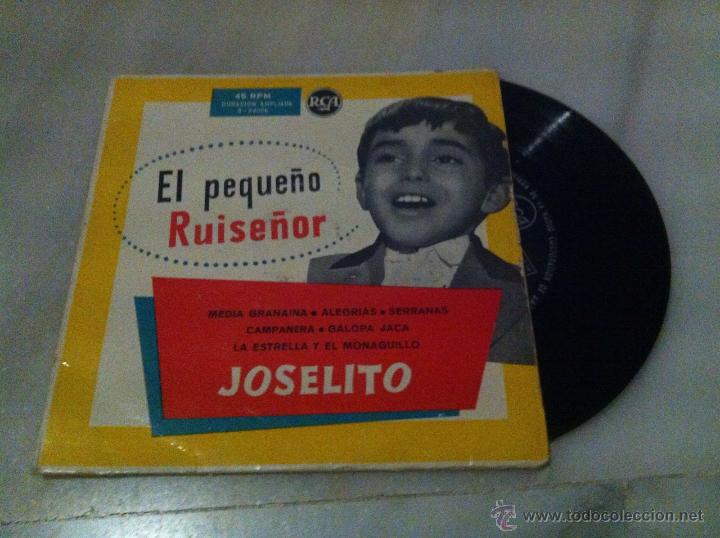 45 RPM
DURACION AMPLIADA
RCA
El pequeño
Ruiseñor
MEDIA GRANAINA • ALEGRIAS • SERRANAS
CAMPANERA • GALOPA JACA
LA ESTRELLA Y EL MONAGUILLO
JOSELITO
todocoleccion
www.todocoleccion.net